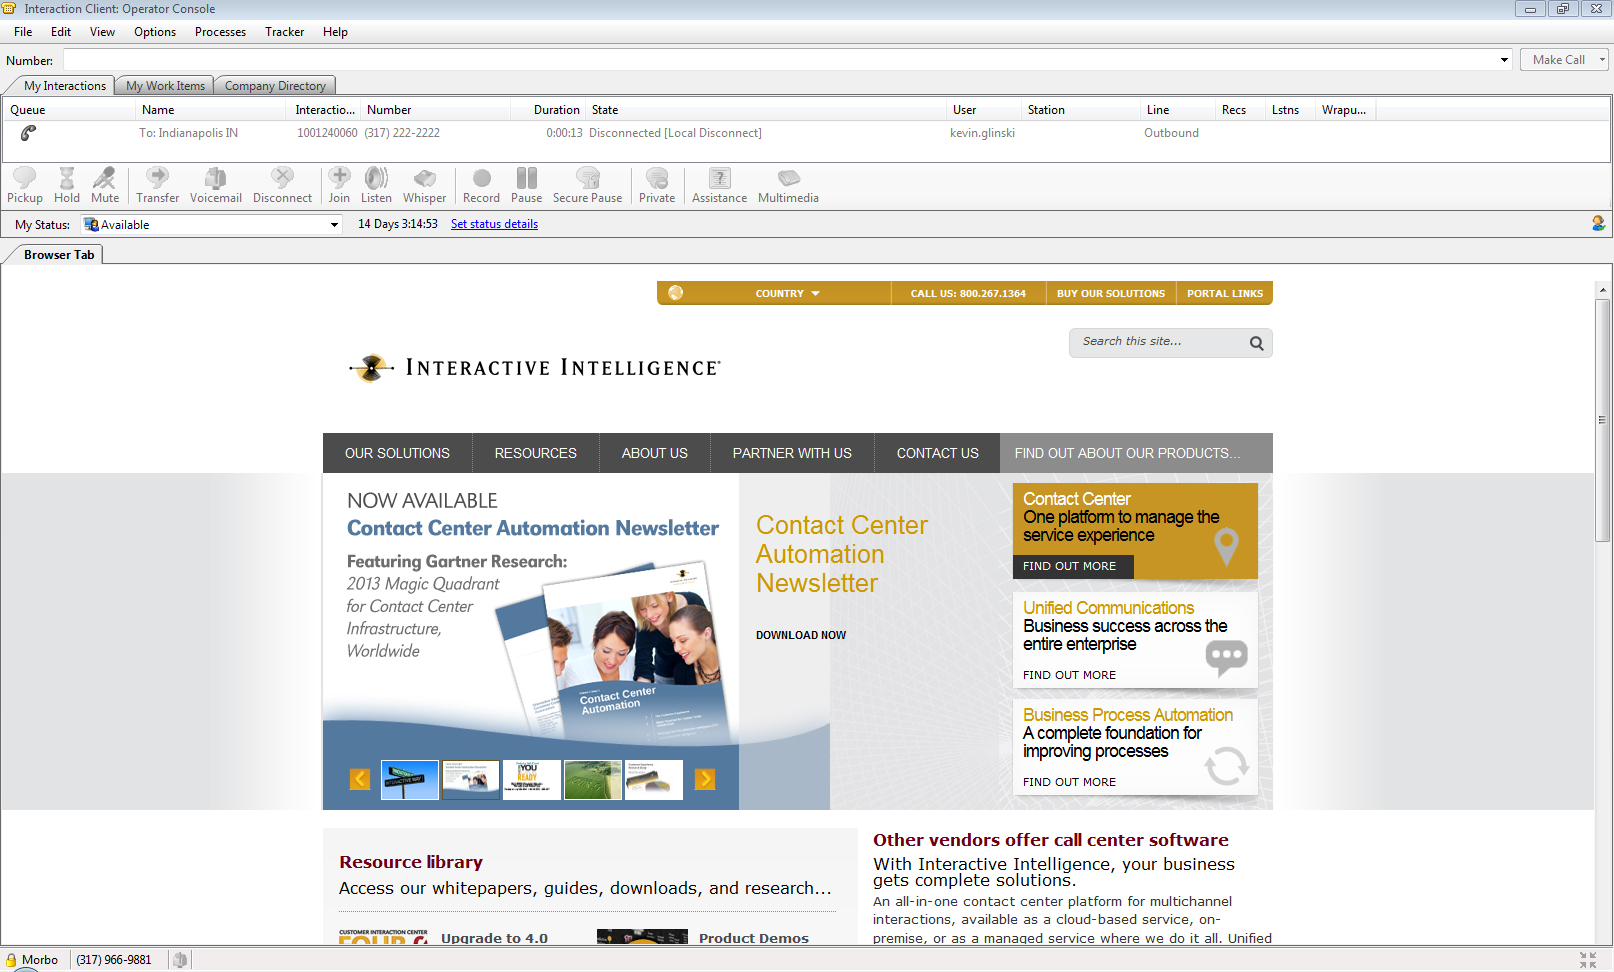 Interaction Client: Operator Console
File Edit View Options Processes Tracker Help
Number: Make Call
My Interactions My Work Items Company Directory
Queue Name Interactio... Number Duration State User Station Line Recs Lstns Wrapu...
To: Indianapolis IN 1001240060 (317) 222-2222 0:00:13 Disconnected [Local Disconnect] kevin.glinski Outbound
Pickup Hold Mute Transfer Voicemail Disconnect Join Listen Whisper Record Pause Secure Pause Private Assistance Multimedia
My Status: Available 14 Days 3:14:53 Set status details
Browser Tab
COUNTRY CALL US: 800.267.1364 BUY OUR SOLUTIONS PORTAL LINKS
Search this site...
INTERACTIVE INTELLIGENCE
OUR SOLUTIONS RESOURCES ABOUT US PARTNER WITH US CONTACT US FIND OUT ABOUT OUR PRODUCTS...
NOW AVAILABLE
Contact Center Automation Newsletter
Featuring Gartner Research:
2013 Magic Quadrant
for Contact Center
Infrastructure,
Worldwide
Contact Center
Automation
Contact Center
Automation
Newsletter
DOWNLOAD NOW
Contact Center
One platform to manage the
service experience
FIND OUT MORE
Unified Communications
Business success across the
entire enterprise
FIND OUT MORE
Business Process Automation
A complete foundation for
improving processes
FIND OUT MORE
YOU
READY
Resource library
Access our whitepapers, guides, downloads, and research...
CUSTOMER INTERACTION CENTER
FOUR
Upgrade to 4.0
Product Demos
Other vendors offer call center software
With Interactive Intelligence, your business
gets complete solutions.
An all-in-one contact center platform for multichannel
interactions, available as a cloud-based service, on-
premise, or as a managed service where we do it all. Unified
Morbo (317) 966-9881